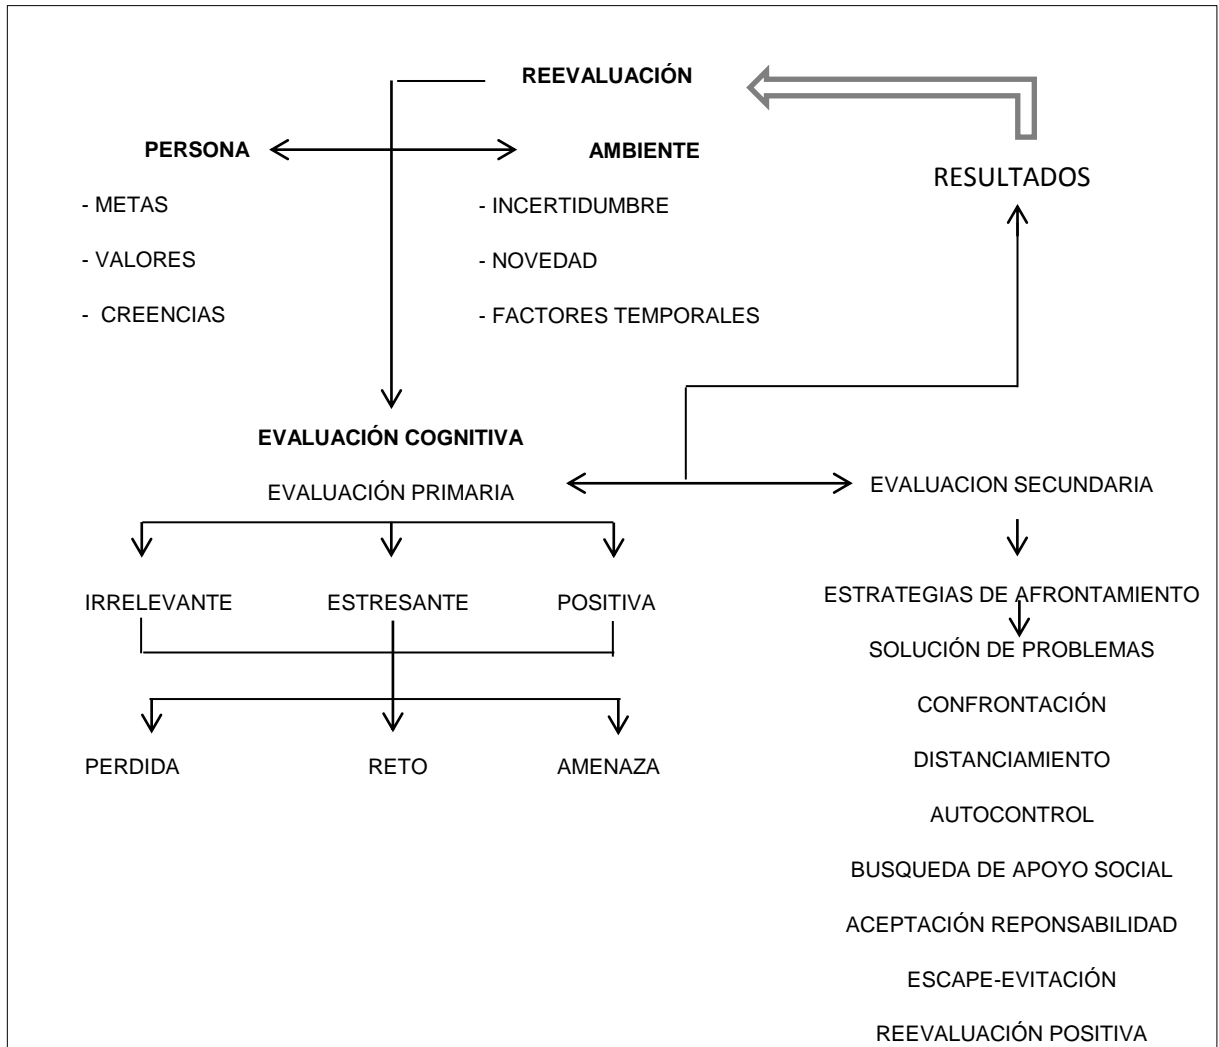 REEVALUACIÓN
PERSONA
AMBIENTE
RESULTADOS
- METAS
- INCERTIDUMBRE
- VALORES
- NOVEDAD
- CREENCIAS
- FACTORES TEMPORALES
EVALUACIÓN COGNITIVA
EVALUACIÓN PRIMARIA
EVALUACION SECUNDARIA
IRRELEVANTE
ESTRESANTE
POSITIVA
ESTRATEGIAS DE AFRONTAMIENTO
SOLUCIÓN DE PROBLEMAS
CONFRONTACIÓN
PERDIDA
RETO
AMENAZA
DISTANCIAMIENTO
AUTOCONTROL
BUSQUEDA DE APOYO SOCIAL
ACEPTACIÓN REPONSABILIDAD
ESCAPE-EVITACIÓN
REEVALUACIÓN POSITIVA